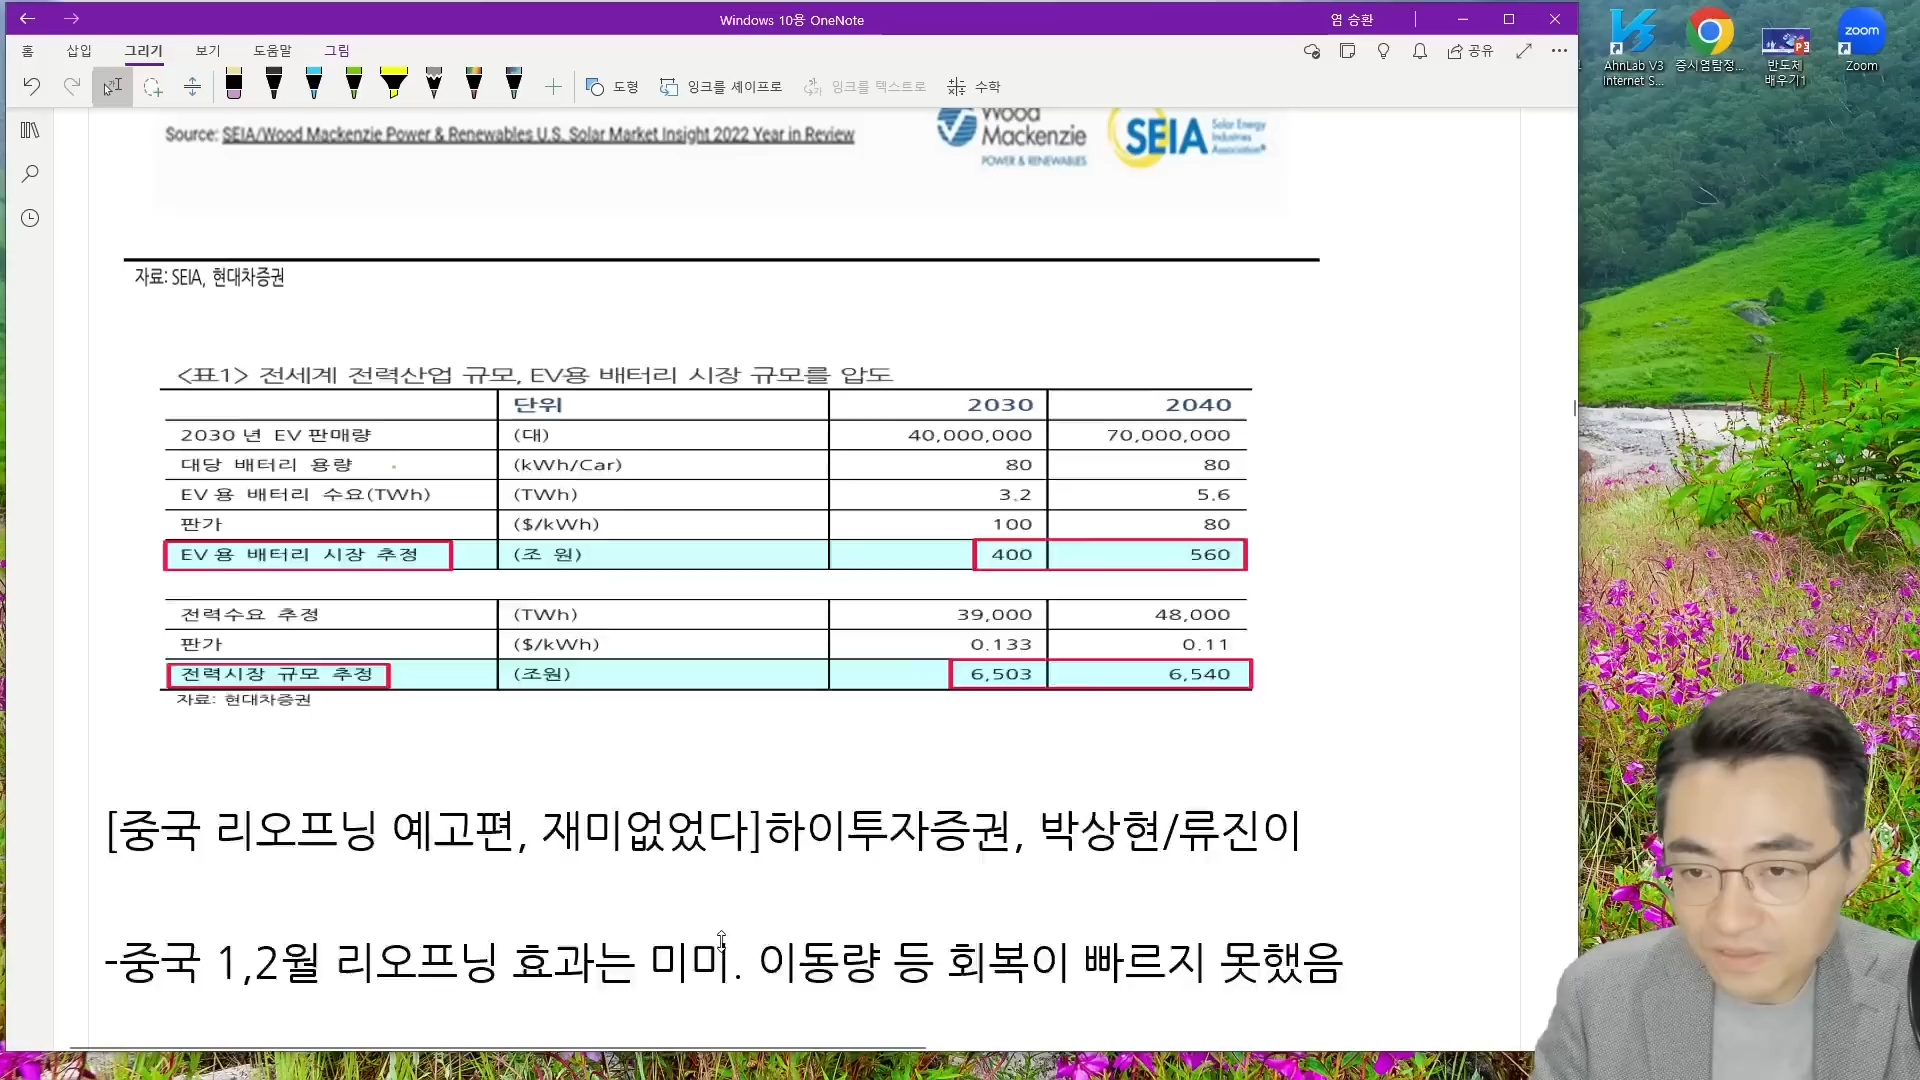 Windows 10용 OneNote
염 승환
홈 삽입 그리기 보기 도움말 그림
공유
도형 잉크를 셰이프로 잉크를 텍스트로 수학
AhnLab V3
Internet S...
증시염탐정...
반도체
배우기1
zoom
Zoom
Source: SEIA/Wood Mackenzie Power & Renewables U.S. Solar Market Insight 2022 Year in Review
Wood
Mackenzie
POWER & RENEWABLES
SEIA
Solar Energy
Industries
Association®
자료: SEIA, 현대차증권
<표1> 전세계 전력산업 규모, EV용 배터리 시장 규모를 압도
단위 2030 2040
2030 년 EV 판매량 (대) 40,000,000 70,000,000
대당 배터리 용량 (kWh/Car) 80 80
EV 용 배터리 수요(TWh) (TWh) 3.2 5.6
판가 ($/kWh) 100 80
EV 용 배터리 시장 추정 (조 원) 400 560
전력수요 추정 (TWh) 39,000 48,000
판가 ($/kWh) 0.133 0.11
전력시장 규모 추정 (조원) 6,503 6,540
자료: 현대차증권
[중국 리오프닝 예고편, 재미없었다]하이투자증권, 박상현/류진이
-중국 1,2월 리오프닝 효과는 미미. 이동량 등 회복이 빠르지 못했음